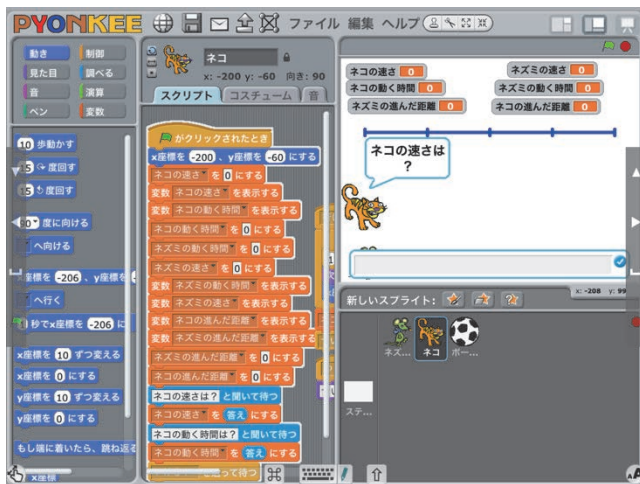 PYONKEE
ファイル 編集 ヘルプ
動き 制御
見た目 調べる
音 演算
ペン 変数
10 歩動かす
15 度回す
15 度回す
度に向ける
へ向ける
座標を -206 、y座標を
へ行く
秒でx座標を -206 に
x座標を 10 ずつ変える
x座標を 0 にする
y座標を 10 ずつ変える
y座標を 0 にする
もし端に着いたら、跳ね返る
x座標
ネコ
x: -200 y: -60 向き: 90
スクリプト コスチューム 音
がクリックされたとき
x座標を -200 、y座標を -60 にする
ネコの速さ を 0 にする
変数 ネコの速さ を表示する
変数 ネコの動く時間 を表示する
ネコの動く時間 を 0 にする
ネズミの動く時間 を 0 にする
ネズミの速さ を 0 にする
変数 ネズミの動く時間 を表示する
変数 ネズミの速さ を表示する
変数 ネコの進んだ距離 を表示する
変数 ネズミの進んだ距離 を表示する
ネズミの進んだ距離 を 0 にする
ネコの進んだ距離 を 0 にする
ネコの速さは? と聞いて待つ
ネコの速さ を 答え にする
ネコの動く時間は? と聞いて待つ
ネコの動く時間 を 答え にする
って待つ
ネコの速さ 0
ネズミの速さ 0
ネコの動く時間 0
ネズミの動く時間 0
ネズミの進んだ距離 0
ネコの進んだ距離 0
ネコの速さは
?
x: -208 y: 99
新しいスプライト:
ネズ... ネコ ボー...
ステ...